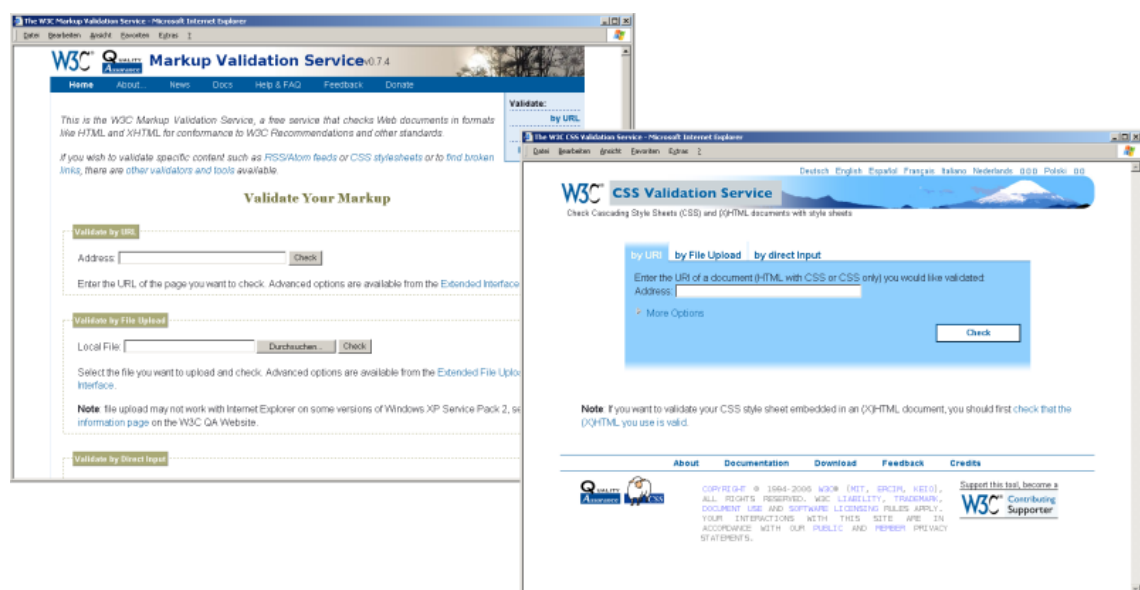 The W3C Markup Validation Service - Microsoft Internet Explorer
Datei Bearbeiten Ansicht Favoriten Extras ?
W3C® QUALITY Assurance Markup Validation Service v0.7.4
Home About... News Docs Help & FAQ Feedback Donate
Validate:
by URL
This is the W3C Markup Validation Service, a free service that checks Web documents in formats
like HTML and XHTML for conformance to W3C Recommendations and other standards.
If you wish to validate specific content such as RSS/Atom feeds or CSS stylesheets or to find broken
links, there are other validators and tools available.
Validate Your Markup
Validate by URL
Address: Check
Enter the URL of the page you want to check. Advanced options are available from the Extended Interface
Validate by File Upload
Local File: Durchsuchen... Check
Select the file you want to upload and check. Advanced options are available from the Extended File Uplo
Interface.
Note: file upload may not work with Internet Explorer on some versions of Windows XP Service Pack 2, se
information page on the W3C QA Website.
Validate by Direct Input
The W3C CSS Validation Service - Microsoft Internet Explorer
Datei Bearbeiten Ansicht Favoriten Extras ?
Deutsch English Español Français Italiano Nederlands Polski
W3C® CSS Validation Service
Check Cascading Style Sheets (CSS) and (X)HTML documents with style sheets
by URI by File Upload by direct Input
Enter the URI of a document (HTML with CSS or CSS only) you would like validated:
Address:
More Options
Check
Note: If you want to validate your CSS style sheet embedded in an (X)HTML document, you should first check that the
(X)HTML you use is valid.
About Documentation Download Feedback Credits
QUALITY Assurance CSS
COPYRIGHT © 1994-2006 W3C® (MIT, ERCIM, KEIO),
ALL RIGHTS RESERVED. W3C LIABILITY, TRADEMARK,
DOCUMENT USE AND SOFTWARE LICENSING RULES APPLY.
YOUR INTERACTIONS WITH THIS SITE ARE IN
ACCORDANCE WITH OUR PUBLIC AND MEMBER PRIVACY
STATEMENTS.
Support this tool, become a
W3C® Contributing
Supporter